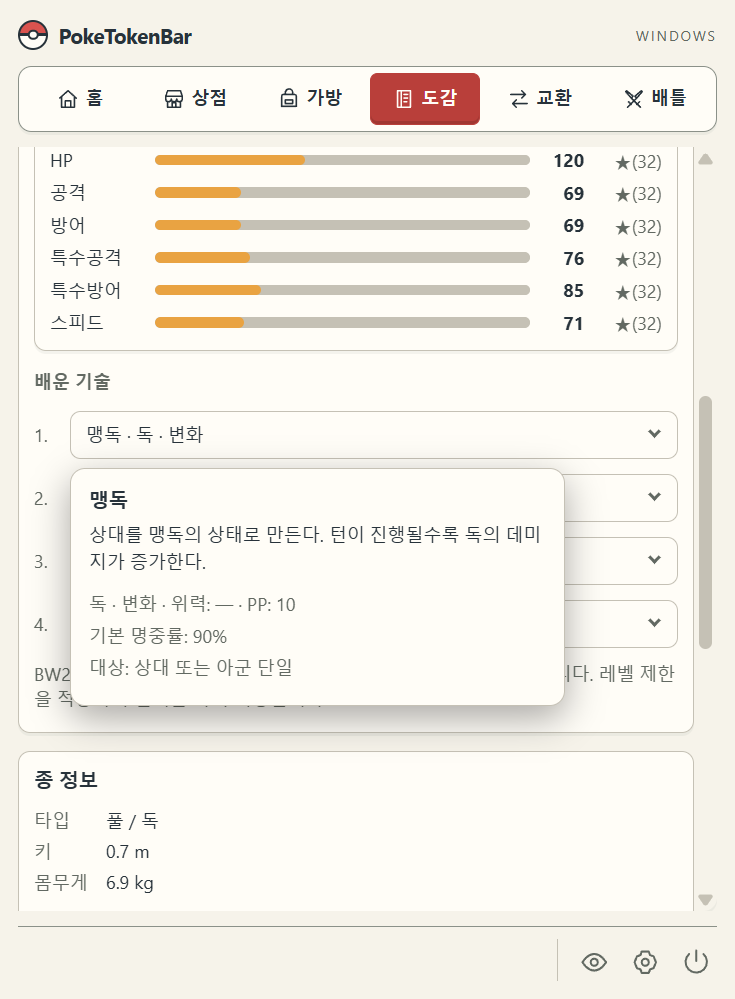 PokeTokenBar
WINDOWS
홈
상점
가방
도감
교환
배틀
HP 120 ★(32)
공격 69 ★(32)
방어 69 ★(32)
특수공격 76 ★(32)
특수방어 85 ★(32)
스피드 71 ★(32)
배운 기술
1. 맹독 · 독 · 변화
2.
맹독
상대를 맹독의 상태로 만든다. 턴이 진행될수록 독의 데미
지가 증가한다.
3.
독 · 변화 · 위력: — · PP: 10
4.
기본 명중률: 90%
대상: 상대 또는 아군 단일
BW2 니다. 레벨 제한
을
종 정보
타입 풀 / 독
키 0.7 m
몸무게 6.9 kg